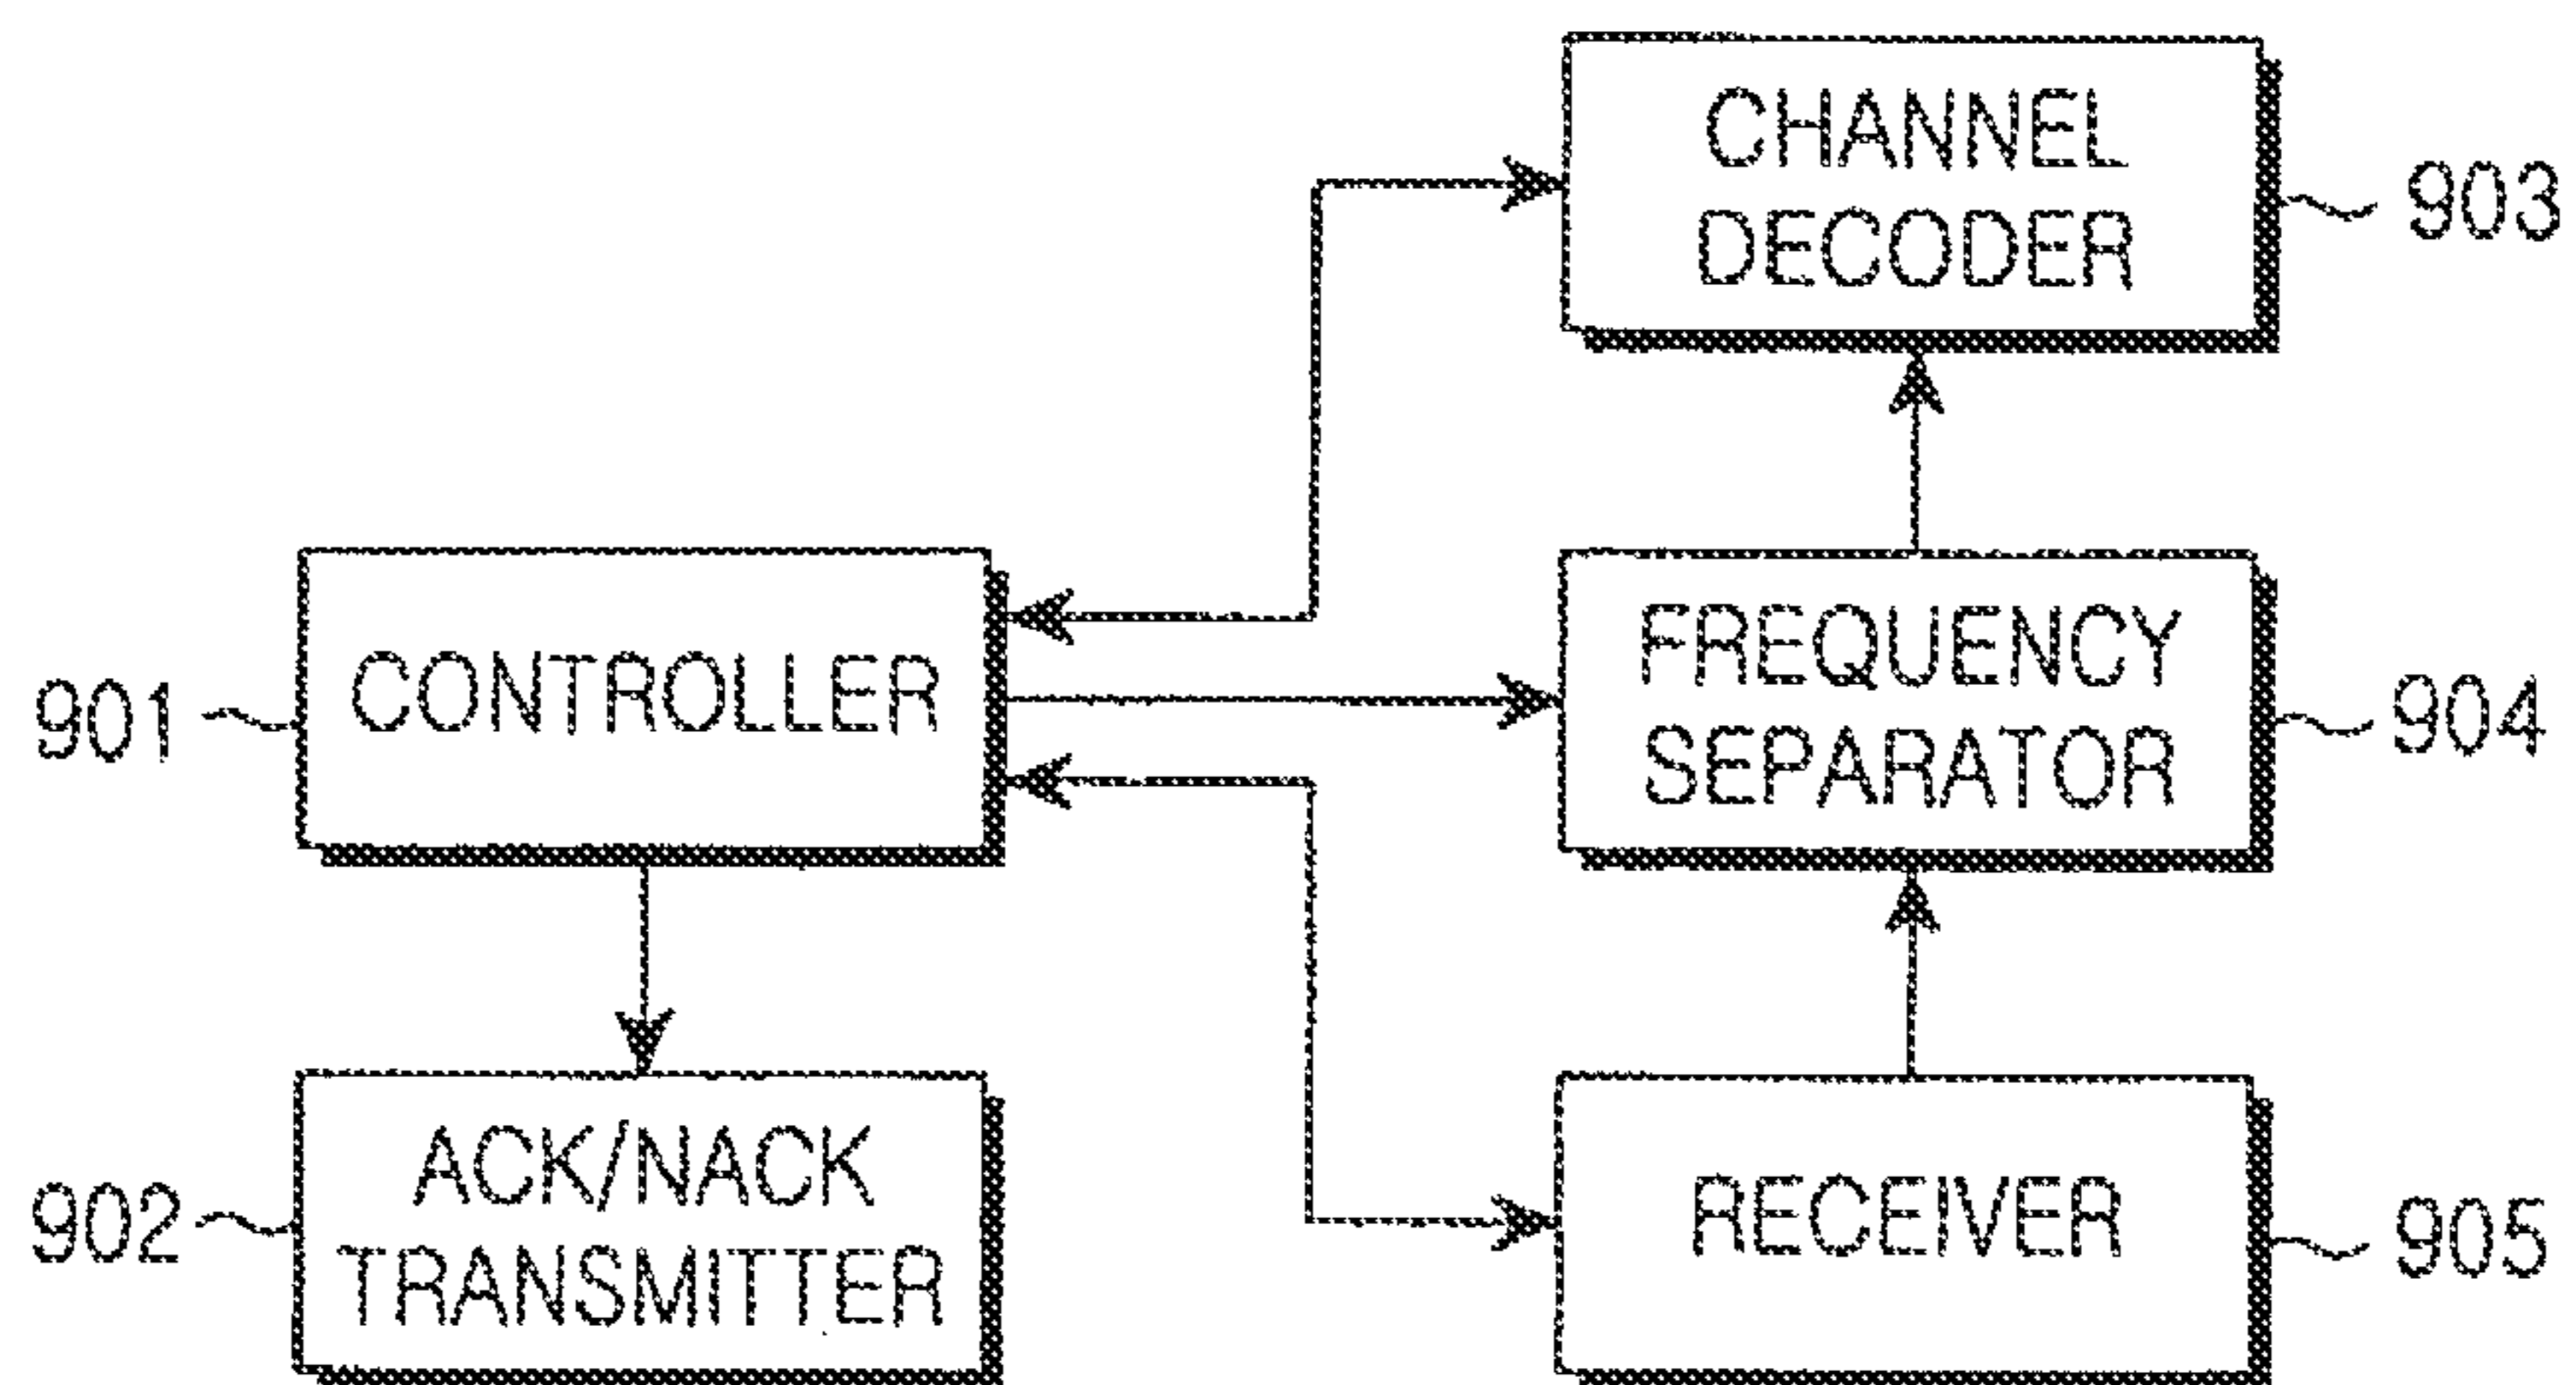 CHANNEL
DECODER
903
CONTROLLER
901
FREQUENCY
SEPARATOR
904
ACK/NACK
TRANSMITTER
902
RECEIVER
905